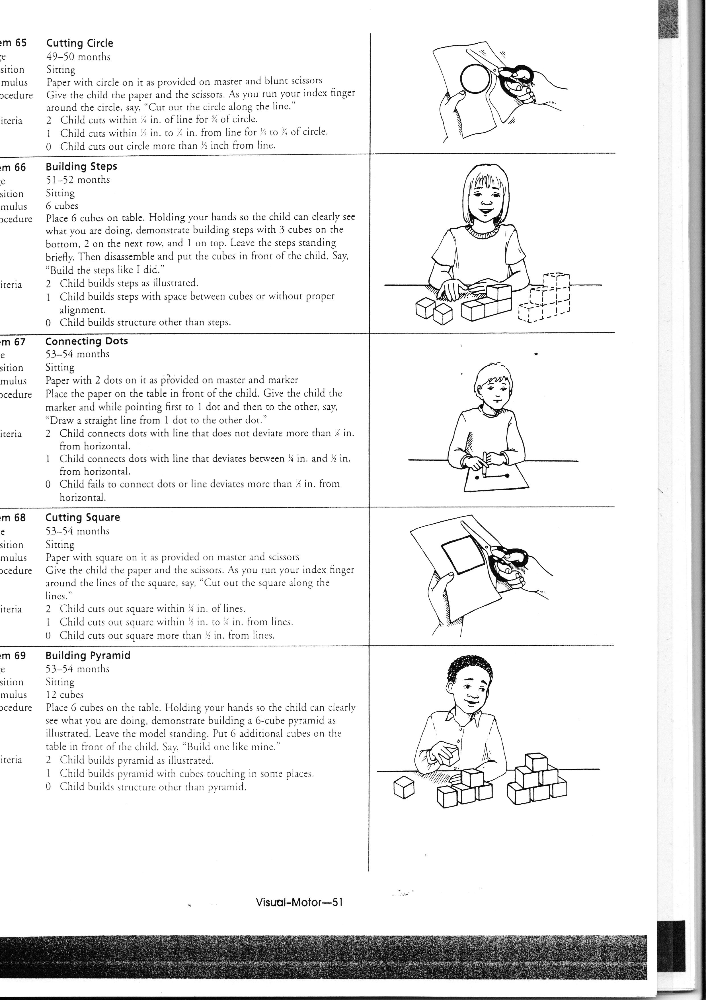 em 65 Cutting Circle
ge 49–50 months
sition Sitting
mulus Paper with circle on it as provided on master and blunt scissors
ocedure Give the child the paper and the scissors. As you run your index finger
around the circle, say, “Cut out the circle along the line.”
iteria 2 Child cuts within ¼ in. of line for ¾ of circle.
1 Child cuts within ½ in. to ¼ in. from line for ¼ to ¾ of circle.
0 Child cuts out circle more than ½ inch from line.
em 66 Building Steps
ge 51–52 months
sition Sitting
mulus 6 cubes
ocedure Place 6 cubes on table. Holding your hands so the child can clearly see
what you are doing, demonstrate building steps with 3 cubes on the
bottom, 2 on the next row, and 1 on top. Leave the steps standing
briefly. Then disassemble and put the cubes in front of the child. Say,
“Build the steps like I did.”
iteria 2 Child builds steps as illustrated.
1 Child builds steps with space between cubes or without proper
alignment.
0 Child builds structure other than steps.
em 67 Connecting Dots
ge 53–54 months
sition Sitting
mulus Paper with 2 dots on it as provided on master and marker
ocedure Place the paper on the table in front of the child. Give the child the
marker and while pointing first to 1 dot and then to the other, say,
“Draw a straight line from 1 dot to the other dot.”
iteria 2 Child connects dots with line that does not deviate more than ¼ in.
from horizontal.
1 Child connects dots with line that deviates between ¼ in. and ½ in.
from horizontal.
0 Child fails to connect dots or line deviates more than ½ in. from
horizontal.
em 68 Cutting Square
ge 53–54 months
sition Sitting
mulus Paper with square on it as provided on master and scissors
ocedure Give the child the paper and the scissors. As you run your index finger
around the lines of the square, say, “Cut out the square along the
lines.”
iteria 2 Child cuts out square within ¼ in. of lines.
1 Child cuts out square within ½ in. to ¼ in. from lines.
0 Child cuts out square more than ½ in. from lines.
em 69 Building Pyramid
ge 53–54 months
sition Sitting
mulus 12 cubes
ocedure Place 6 cubes on the table. Holding your hands so the child can clearly
see what you are doing, demonstrate building a 6-cube pyramid as
illustrated. Leave the model standing. Put 6 additional cubes on the
table in front of the child. Say, “Build one like mine.”
iteria 2 Child builds pyramid as illustrated.
1 Child builds pyramid with cubes touching in some places.
0 Child builds structure other than pyramid.
Visual-Motor—51